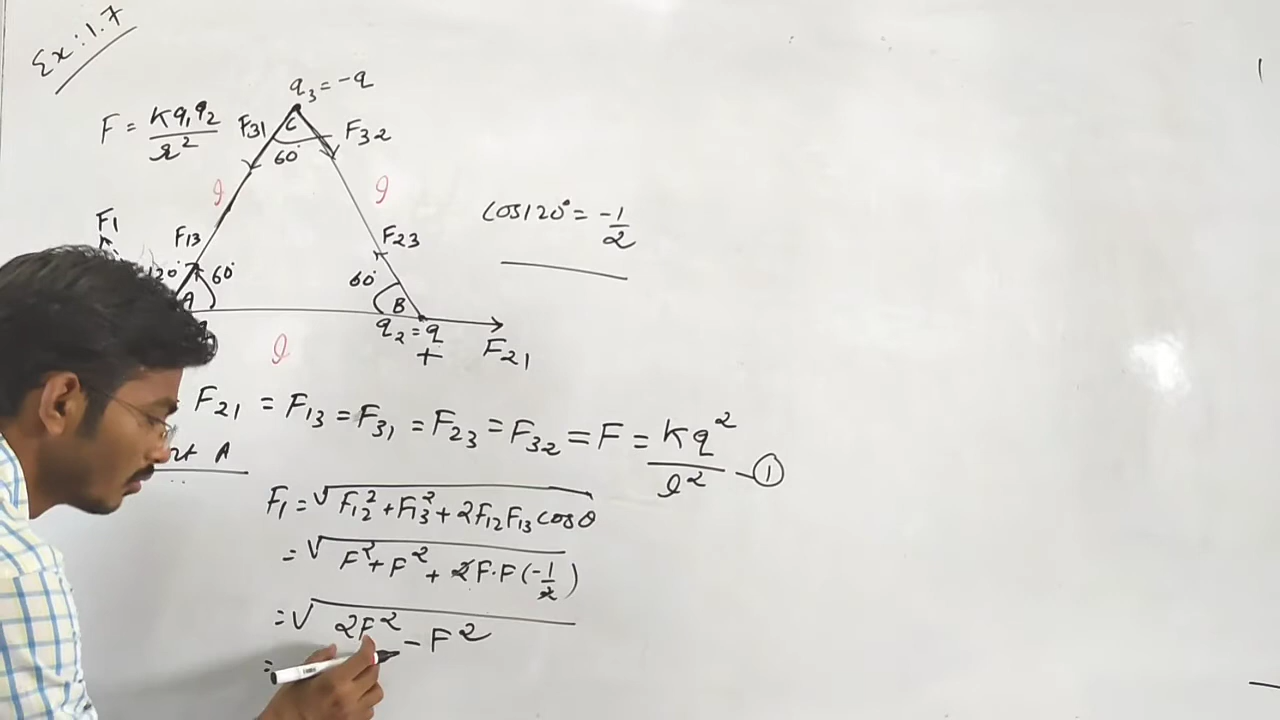 Ex: 1.7
q₃ = -q
F = Kq₁q₂/r²
F₃₁
C
F₃₂
60°
l
l
cos120° = -1/2
F₁
F₁₃
F₂₃
120°
60°
60°
A
B
q₂ = q
+
F₂₁
l
F₂₁ = F₁₃ = F₃₁ = F₂₃ = F₃₂ = F = Kq²/l² - ①
at A
F₁ = √(F₁₂² + F₁₃² + 2F₁₂F₁₃ cosθ)
= √(F² + F² + 2F·F(-1/2))
= √(2F² - F²)
=